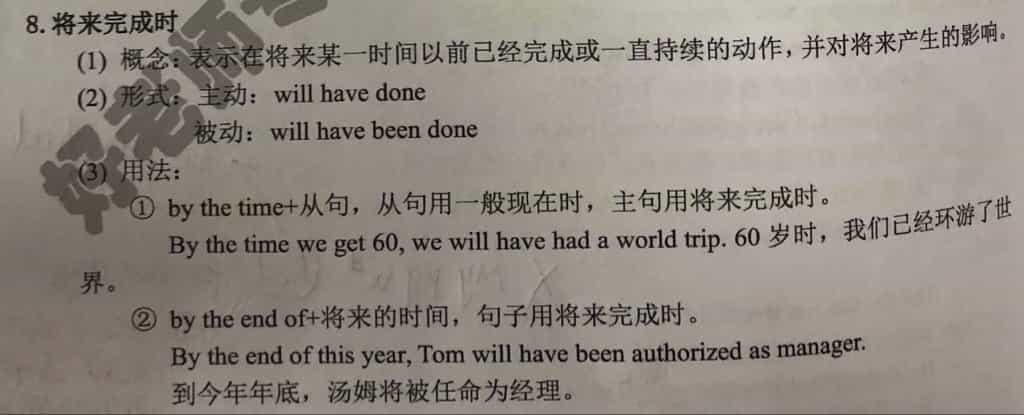 8. 将来完成时
(1) 概念：表示在将来某一时间以前已经完成或一直持续的动作，并对将来产生的影响。
(2) 形式：主动：will have done
被动：will have been done
(3) 用法：
① by the time+从句，从句用一般现在时，主句用将来完成时。
By the time we get 60, we will have had a world trip. 60 岁时，我们已经环游了世
界。
② by the end of+将来的时间，句子用将来完成时。
By the end of this year, Tom will have been authorized as manager.
到今年年底，汤姆将被任命为经理。
好老师